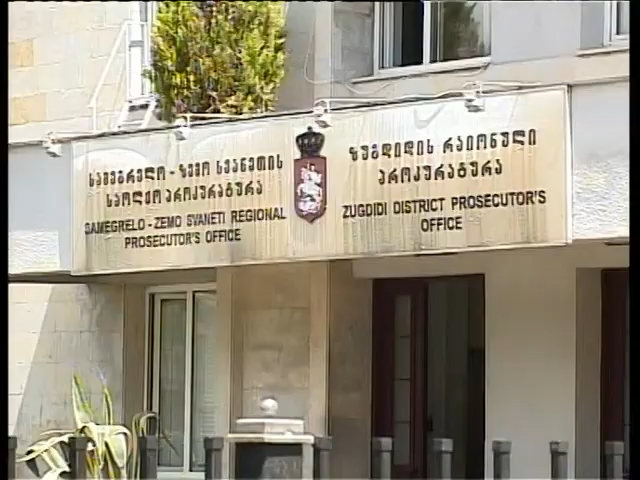 სამეგრელო - ზემო სვანეთის
საოლქო პროკურატურა
SAMEGRELO - ZEMO SVANETI REGIONAL
PROSECUTOR'S OFFICE
ზუგდიდის რაიონული
პროკურატურა
ZUGDIDI DISTRICT PROSECUTOR'S
OFFICE